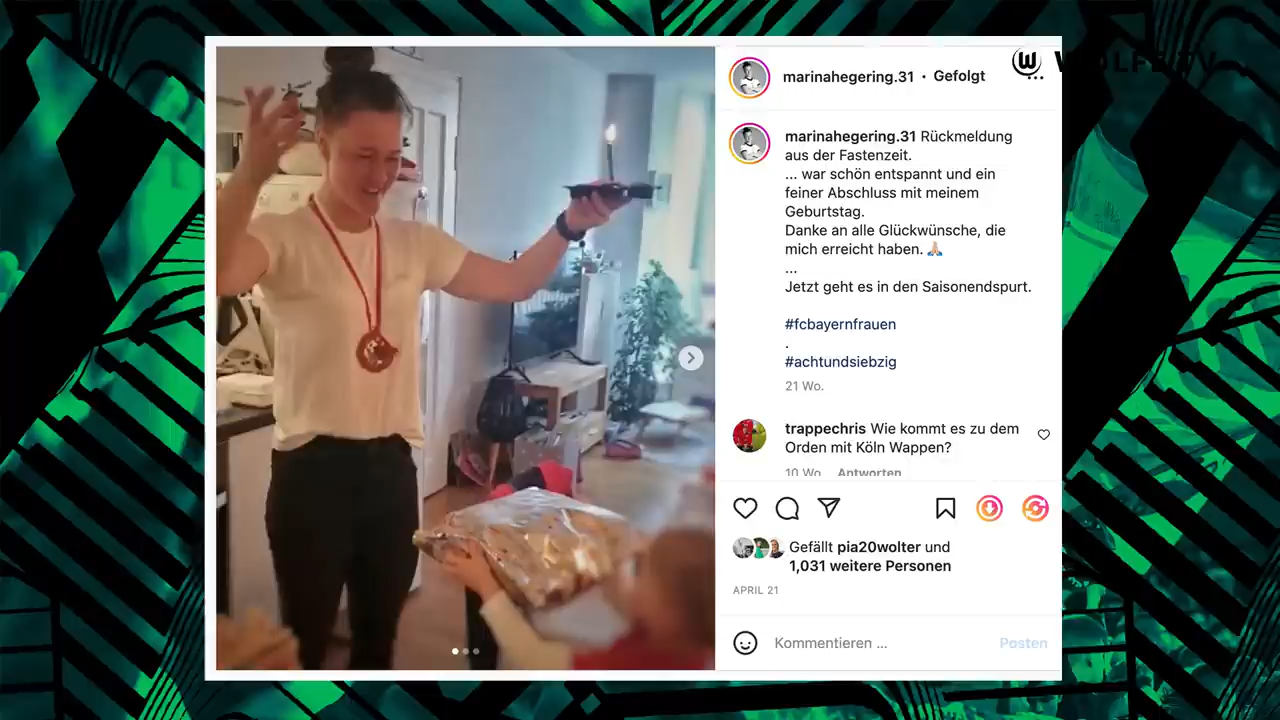 marinahegering.31 • Gefolgt
W WOLFE TV
...
marinahegering.31 Rückmeldung
aus der Fastenzeit.
... war schön entspannt und ein
feiner Abschluss mit meinem
Geburtstag.
Danke an alle Glückwünsche, die
mich erreicht haben. 🙏🏼
...
Jetzt geht es in den Saisonendspurt.
#fcbayernfrauen
.
#achtundsiebzig
21 Wo.
trappechris Wie kommt es zu dem
Orden mit Köln Wappen?
10 Wo. Antworten
Gefällt pia20wolter und
1,031 weitere Personen
APRIL 21
Kommentieren ...
Posten